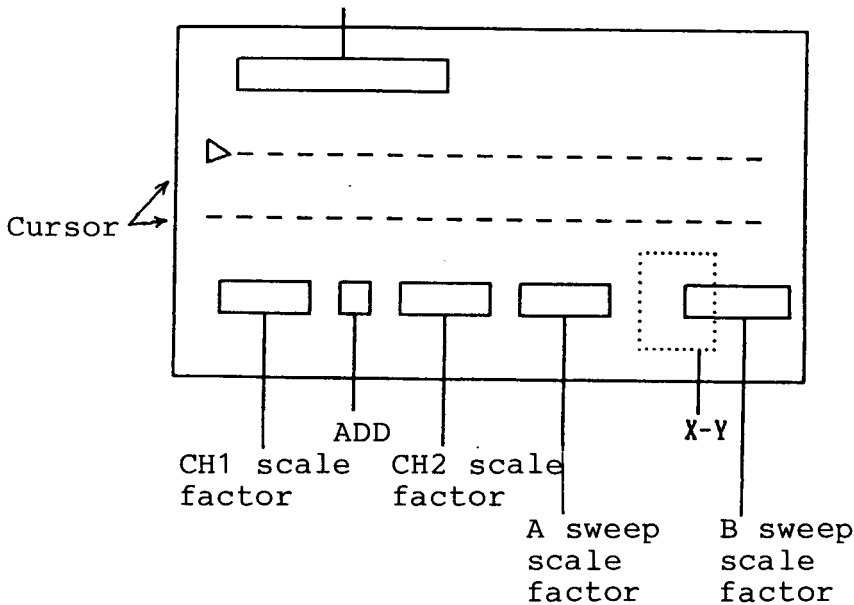 Cursor
ADD
X-Y
CH1 scale
factor
CH2 scale
factor
A sweep
scale
factor
B sweep
scale
factor